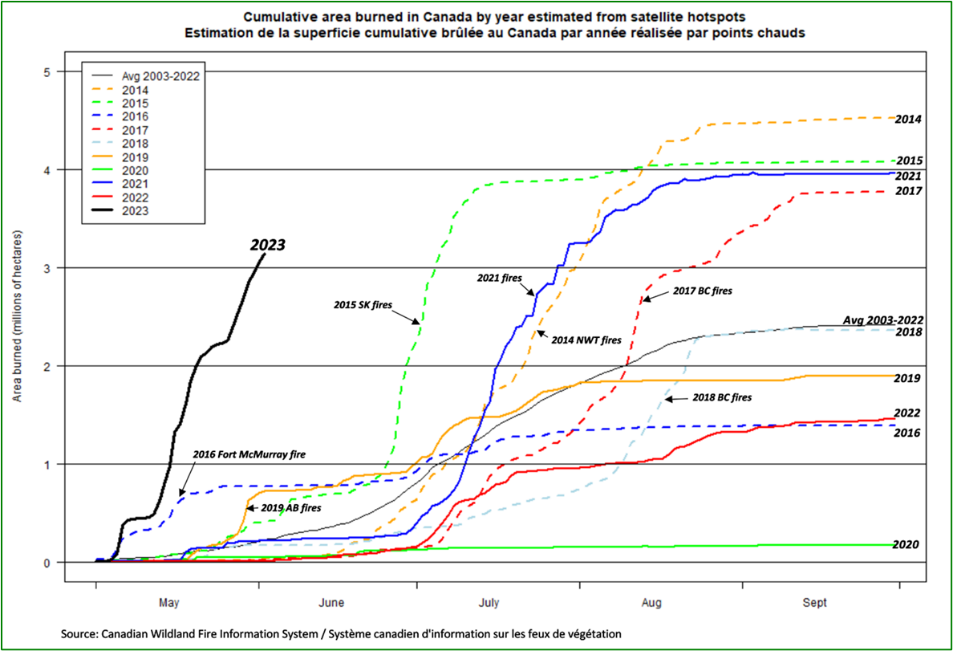 Cumulative area burned in Canada by year estimated from satellite hotspots
Estimation de la superficie cumulative brûlée au Canada par année réalisée par points chauds
Area burned (millions of hectares)
5
4
3
2
1
0
Avg 2003-2022
2014
2015
2016
2017
2018
2019
2020
2021
2022
2023
2023
2015 SK fires
2021 fires
2014 NWT fires
2017 BC fires
2018 BC fires
2016 Fort McMurray fire
2019 AB fires
2014
2015
2021
2017
Avg 2003-2022
2018
2019
2022
2016
2020
May June July Aug Sept
Source: Canadian Wildland Fire Information System / Système canadien d'information sur les feux de végétation